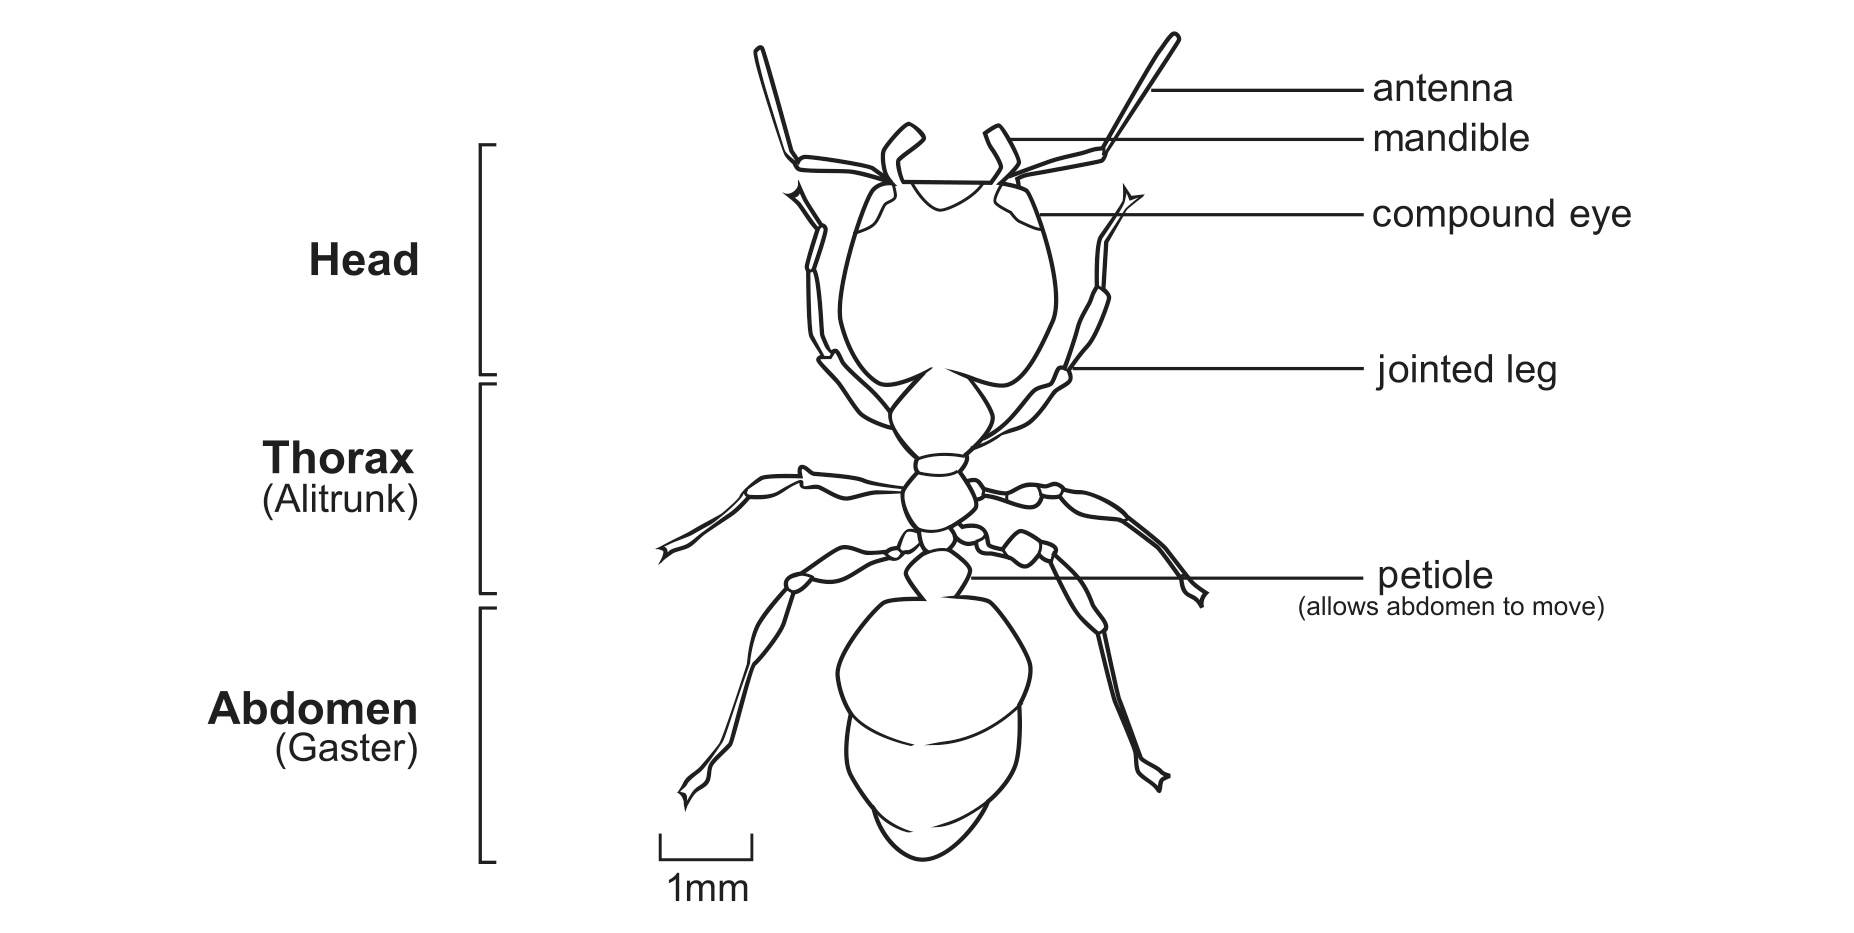 antenna
mandible
compound eye
Head
jointed leg
Thorax
(Alitrunk)
petiole
(allows abdomen to move)
Abdomen
(Gaster)
1mm